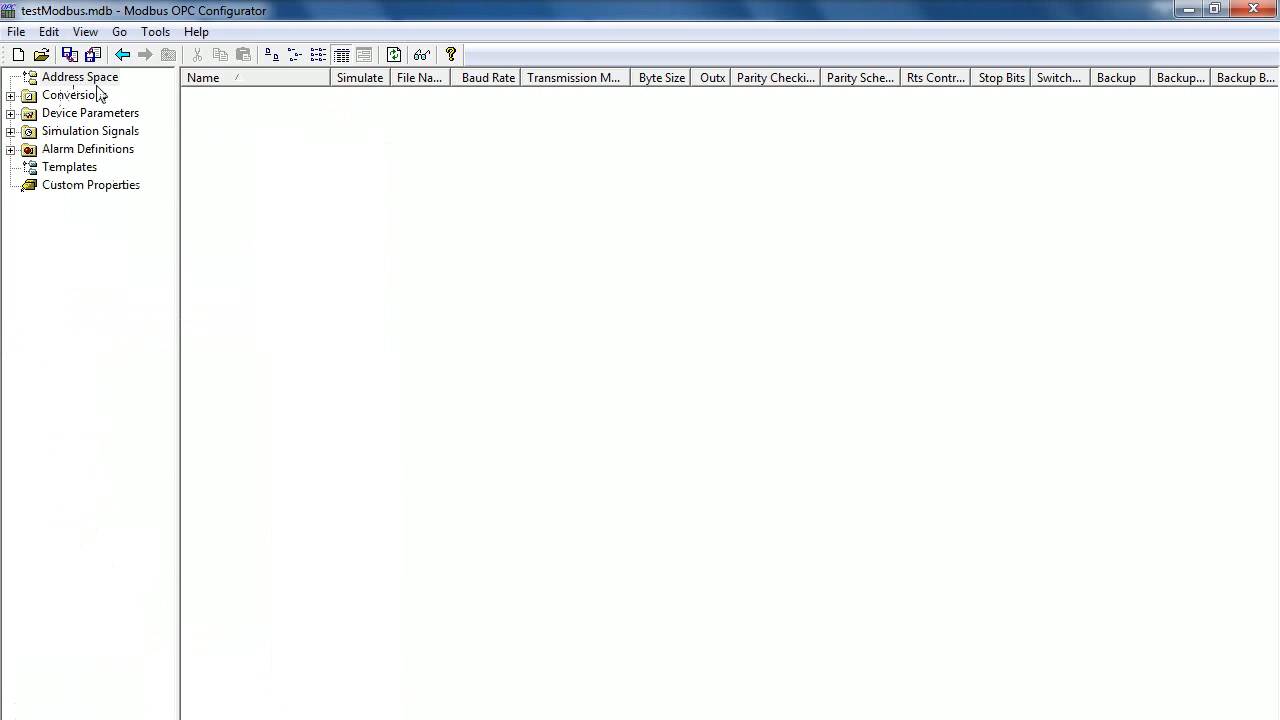 testModbus.mdb - Modbus OPC Configurator
File Edit View Go Tools Help
Address Space
Conversions
Device Parameters
Simulation Signals
Alarm Definitions
Templates
Custom Properties
Name Simulate File Na... Baud Rate Transmission M... Byte Size Outx Parity Checki... Parity Sche... Rts Contr... Stop Bits Switch... Backup Backup... Backup B...